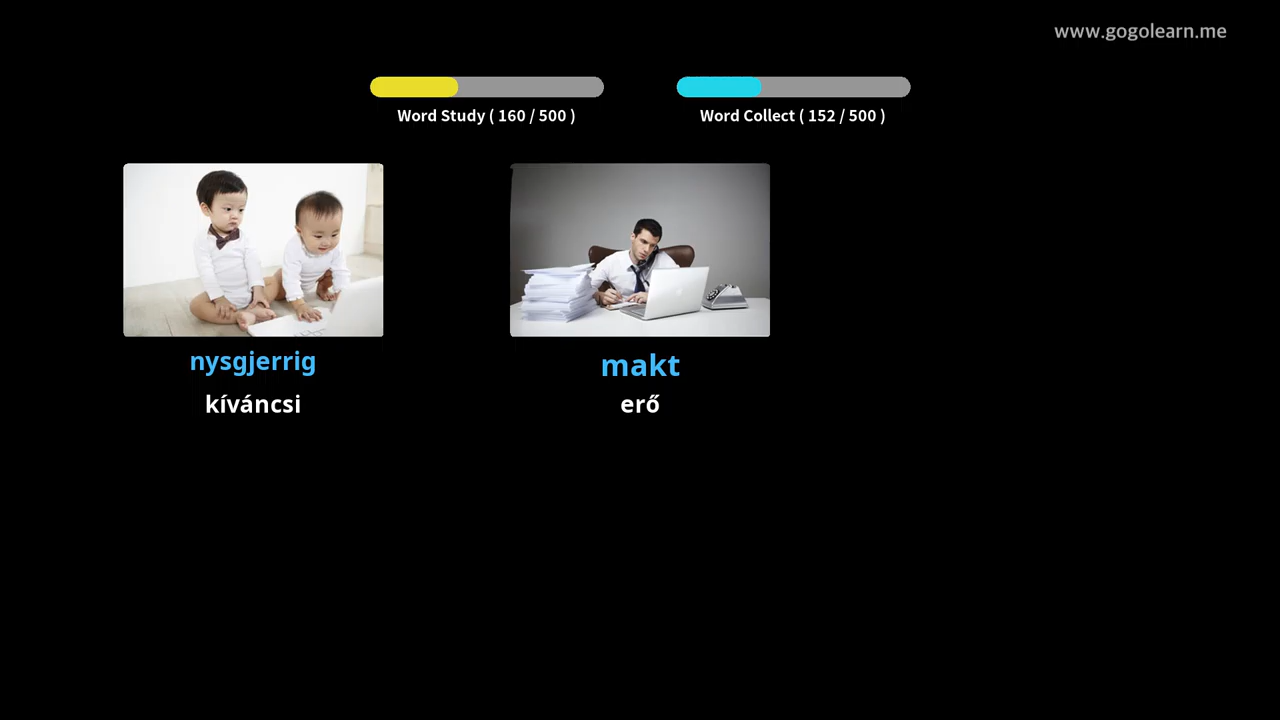 www.gogolearn.me
Word Study ( 160 / 500 )
Word Collect ( 152 / 500 )
nysgjerrig
kíváncsi
makt
erő